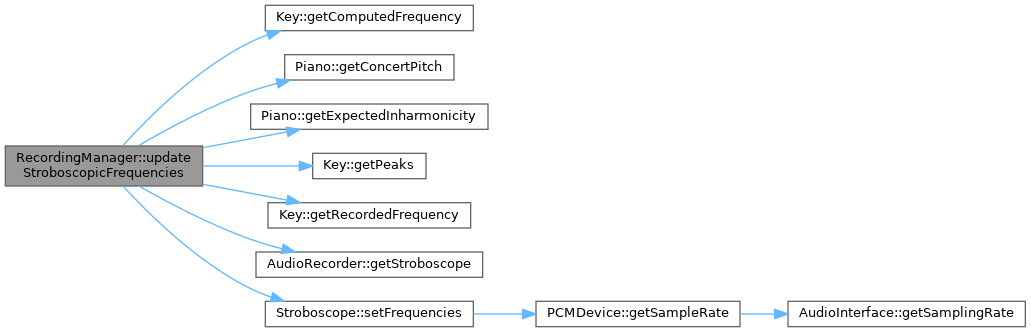 Key::getComputedFrequency
Piano::getConcertPitch
Piano::getExpectedInharmonicity
RecordingManager::update
StroboscopicFrequencies
Key::getPeaks
Key::getRecordedFrequency
AudioRecorder::getStroboscope
Stroboscope::setFrequencies
PCMDevice::getSampleRate
AudioInterface::getSamplingRate